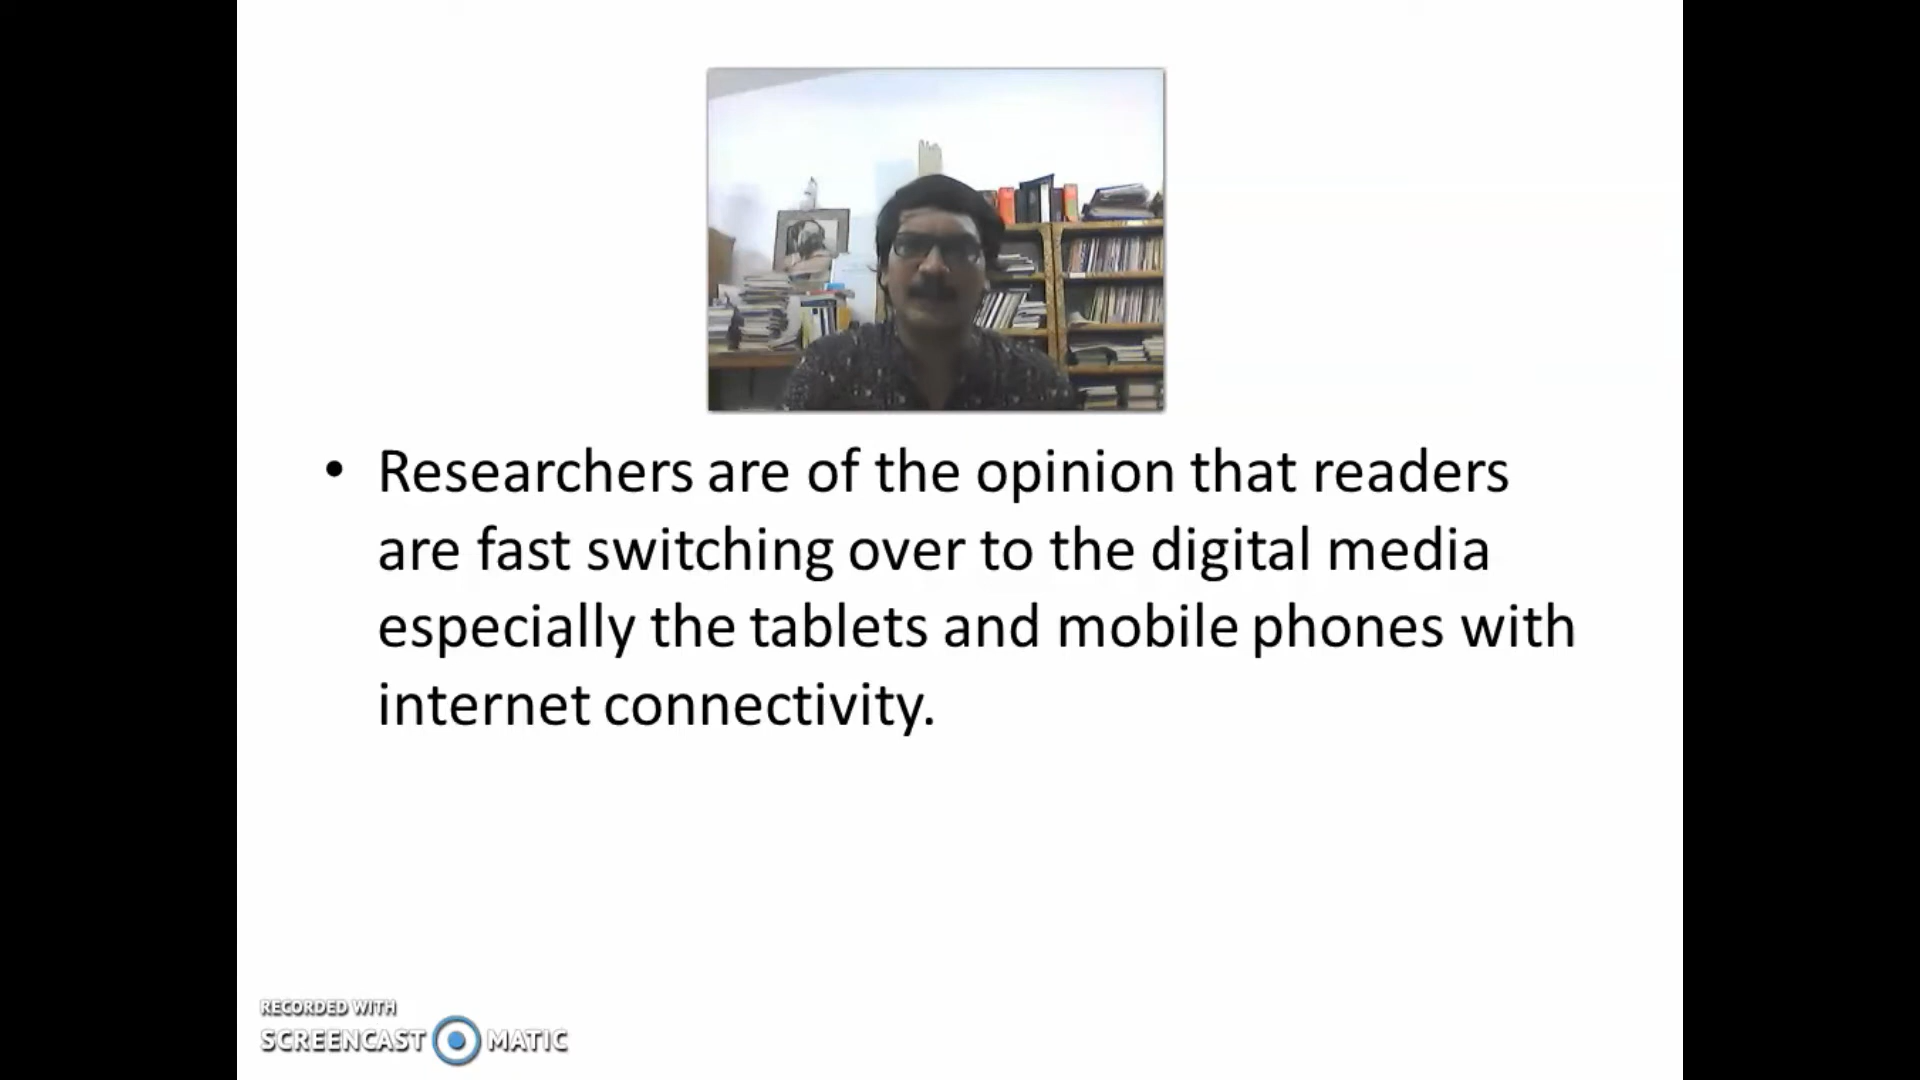 • Researchers are of the opinion that readers
are fast switching over to the digital media
especially the tablets and mobile phones with
internet connectivity.
RECORDED WITH
SCREENCAST MATIC